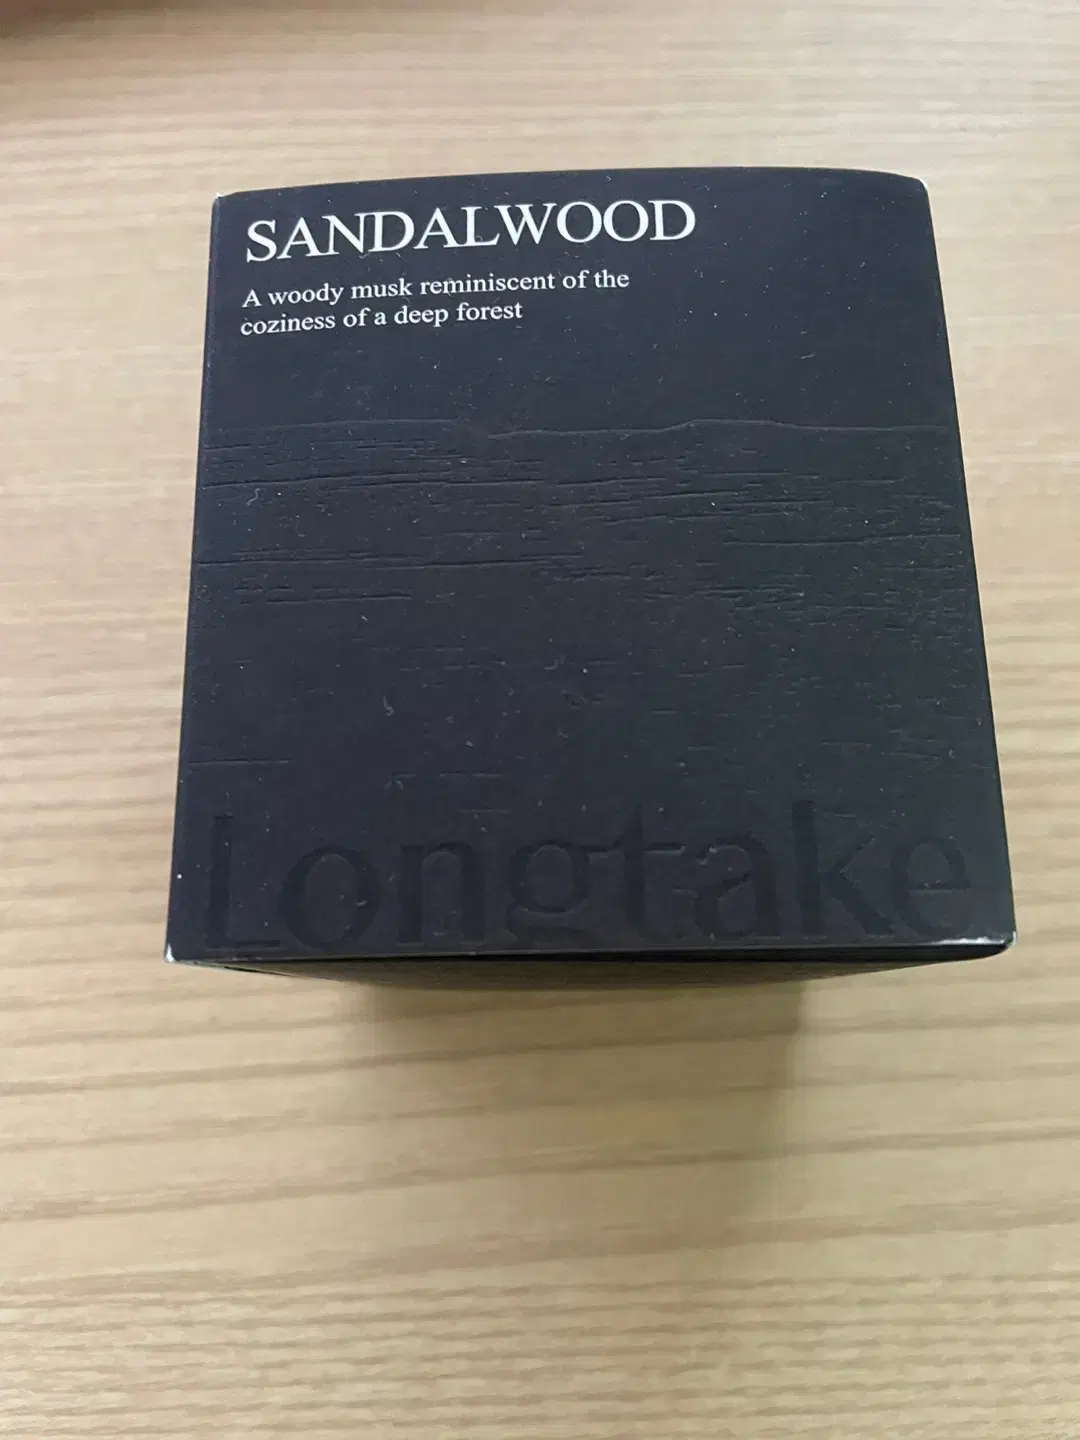 SANDALWOOD
A woody musk reminiscent of the
coziness of a deep forest
Longtake